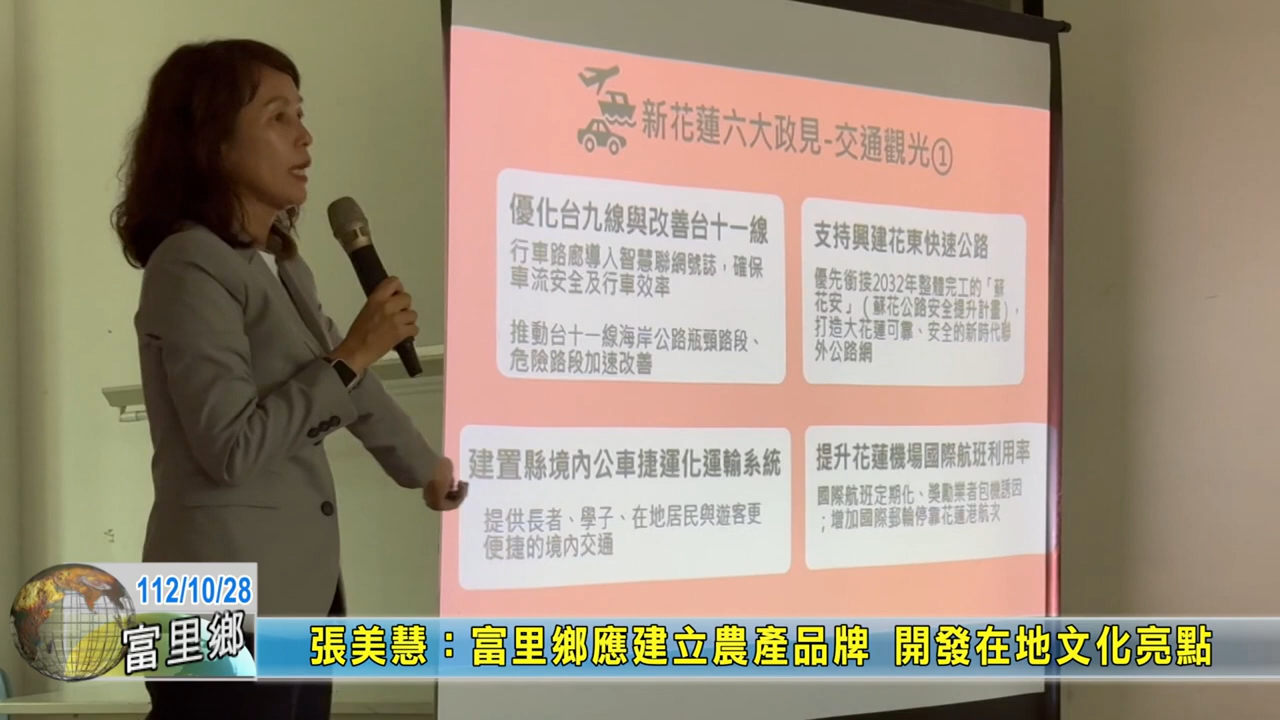 新花蓮六大政見-交通觀光①
優化台九線與改善台十一線
行車路廊導入智慧聯網號誌，確保
車流安全及行車效率
推動台十一線海岸公路瓶頸路段、
危險路段加速改善
支持興建花東快速公路
優先銜接2032年整體完工的「蘇
花安」（蘇花公路安全提升計畫），
打造大花蓮可靠、安全的新時代聯
外公路網
建置縣境內公車捷運化運輸系統
提供長者、學子、在地居民與遊客更
便捷的境內交通
提升花蓮機場國際航班利用率
國際航班定期化、獎勵業者包機誘因
；增加國際郵輪停靠花蓮港航次
112/10/28
富里鄉
張美慧：富里鄉應建立農產品牌 開發在地文化亮點